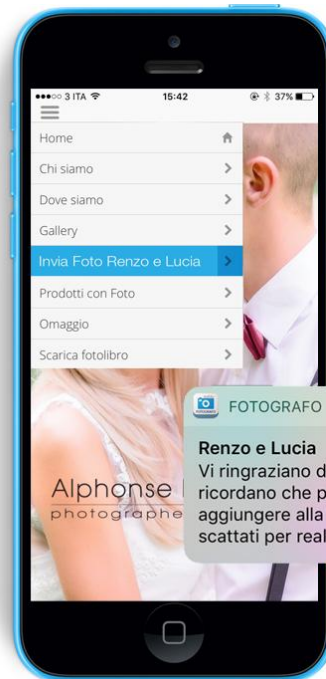 3 ITA 15:42 37%
Home
Chi siamo
Dove siamo
Gallery
Invia Foto Renzo e Lucia
Prodotti con Foto
Omaggio
Scarica fotolibro
FOTOGRAFO
Renzo e Lucia
Vi ringraziano d
ricordano che p
aggiungere alla
scattati per real
Alphonse
photographe